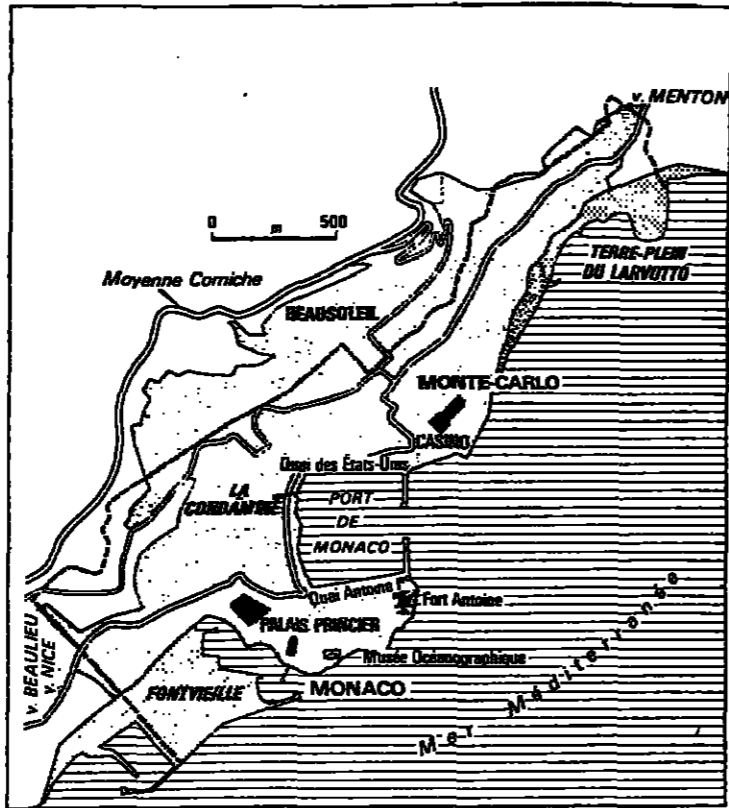 v. MENTON
0 m 500
TERRE-PLEIN
DU LARVOTTO
Moyenne Corniche
BEAUSOLEIL
MONTE-CARLO
CASINO
Quai des États-Unis
LA
CONDAMINE
PORT
DE
MONACO
Quai Antoine 1er
Fort Antoine
PALAIS PRINCIER
Musée Océanographique
v. BEAULIEU
v. NICE
FONTVIEILLE
MONACO
Mer Méditerranée